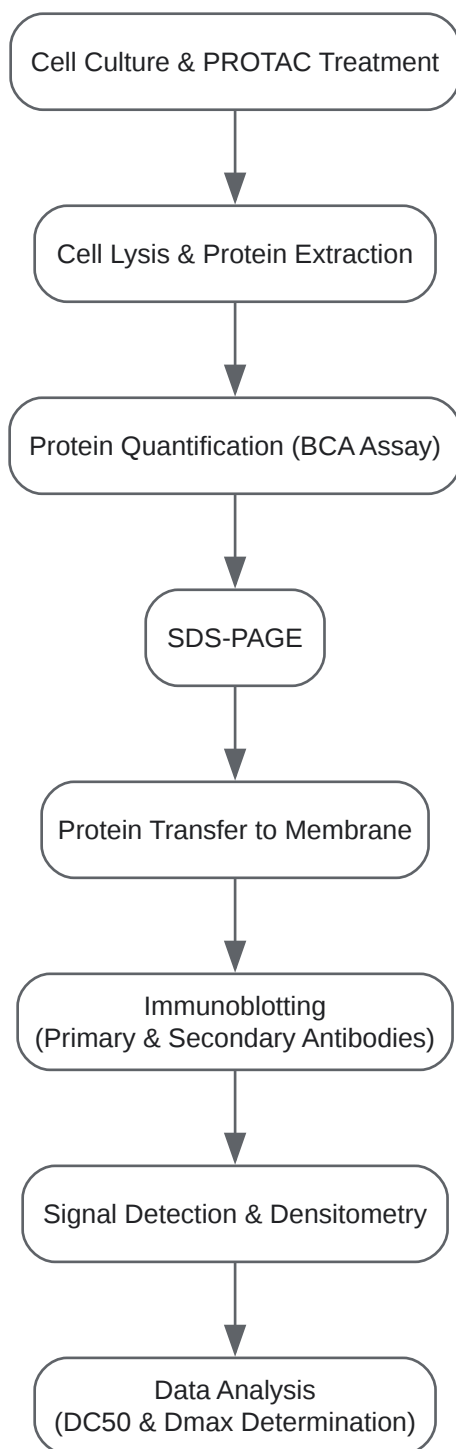 Cell Culture & PROTAC Treatment
Cell Lysis & Protein Extraction
Protein Quantification (BCA Assay)
SDS-PAGE
Protein Transfer to Membrane
Immunoblotting
(Primary & Secondary Antibodies)
Signal Detection & Densitometry
Data Analysis
(DC50 & Dmax Determination)